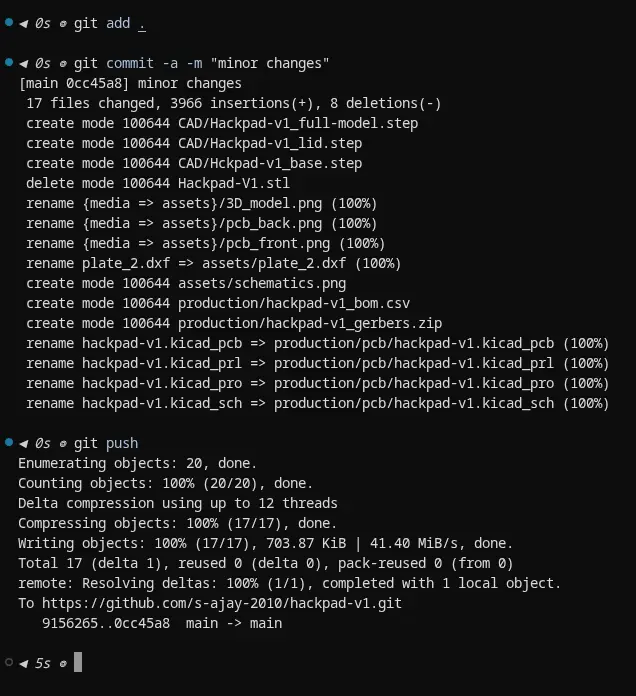 ◀ 0s ⊚ git add .
◀ 0s ⊚ git commit -a -m "minor changes"
[main 0cc45a8] minor changes
17 files changed, 3966 insertions(+), 8 deletions(-)
create mode 100644 CAD/Hackpad-v1_full-model.step
create mode 100644 CAD/Hackpad-v1_lid.step
create mode 100644 CAD/Hckpad-v1_base.step
delete mode 100644 Hackpad-V1.stl
rename {media => assets}/3D_model.png (100%)
rename {media => assets}/pcb_back.png (100%)
rename {media => assets}/pcb_front.png (100%)
rename plate_2.dxf => assets/plate_2.dxf (100%)
create mode 100644 assets/schematics.png
create mode 100644 production/hackpad-v1_bom.csv
create mode 100644 production/hackpad-v1_gerbers.zip
rename hackpad-v1.kicad_pcb => production/pcb/hackpad-v1.kicad_pcb (100%)
rename hackpad-v1.kicad_prl => production/pcb/hackpad-v1.kicad_prl (100%)
rename hackpad-v1.kicad_pro => production/pcb/hackpad-v1.kicad_pro (100%)
rename hackpad-v1.kicad_sch => production/pcb/hackpad-v1.kicad_sch (100%)
◀ 0s ⊚ git push
Enumerating objects: 20, done.
Counting objects: 100% (20/20), done.
Delta compression using up to 12 threads
Compressing objects: 100% (17/17), done.
Writing objects: 100% (17/17), 703.87 KiB | 41.40 MiB/s, done.
Total 17 (delta 1), reused 0 (delta 0), pack-reused 0 (from 0)
remote: Resolving deltas: 100% (1/1), completed with 1 local object.
To https://github.com/s-ajay-2010/hackpad-v1.git
9156265..0cc45a8  main -> main
◀ 5s ⊚